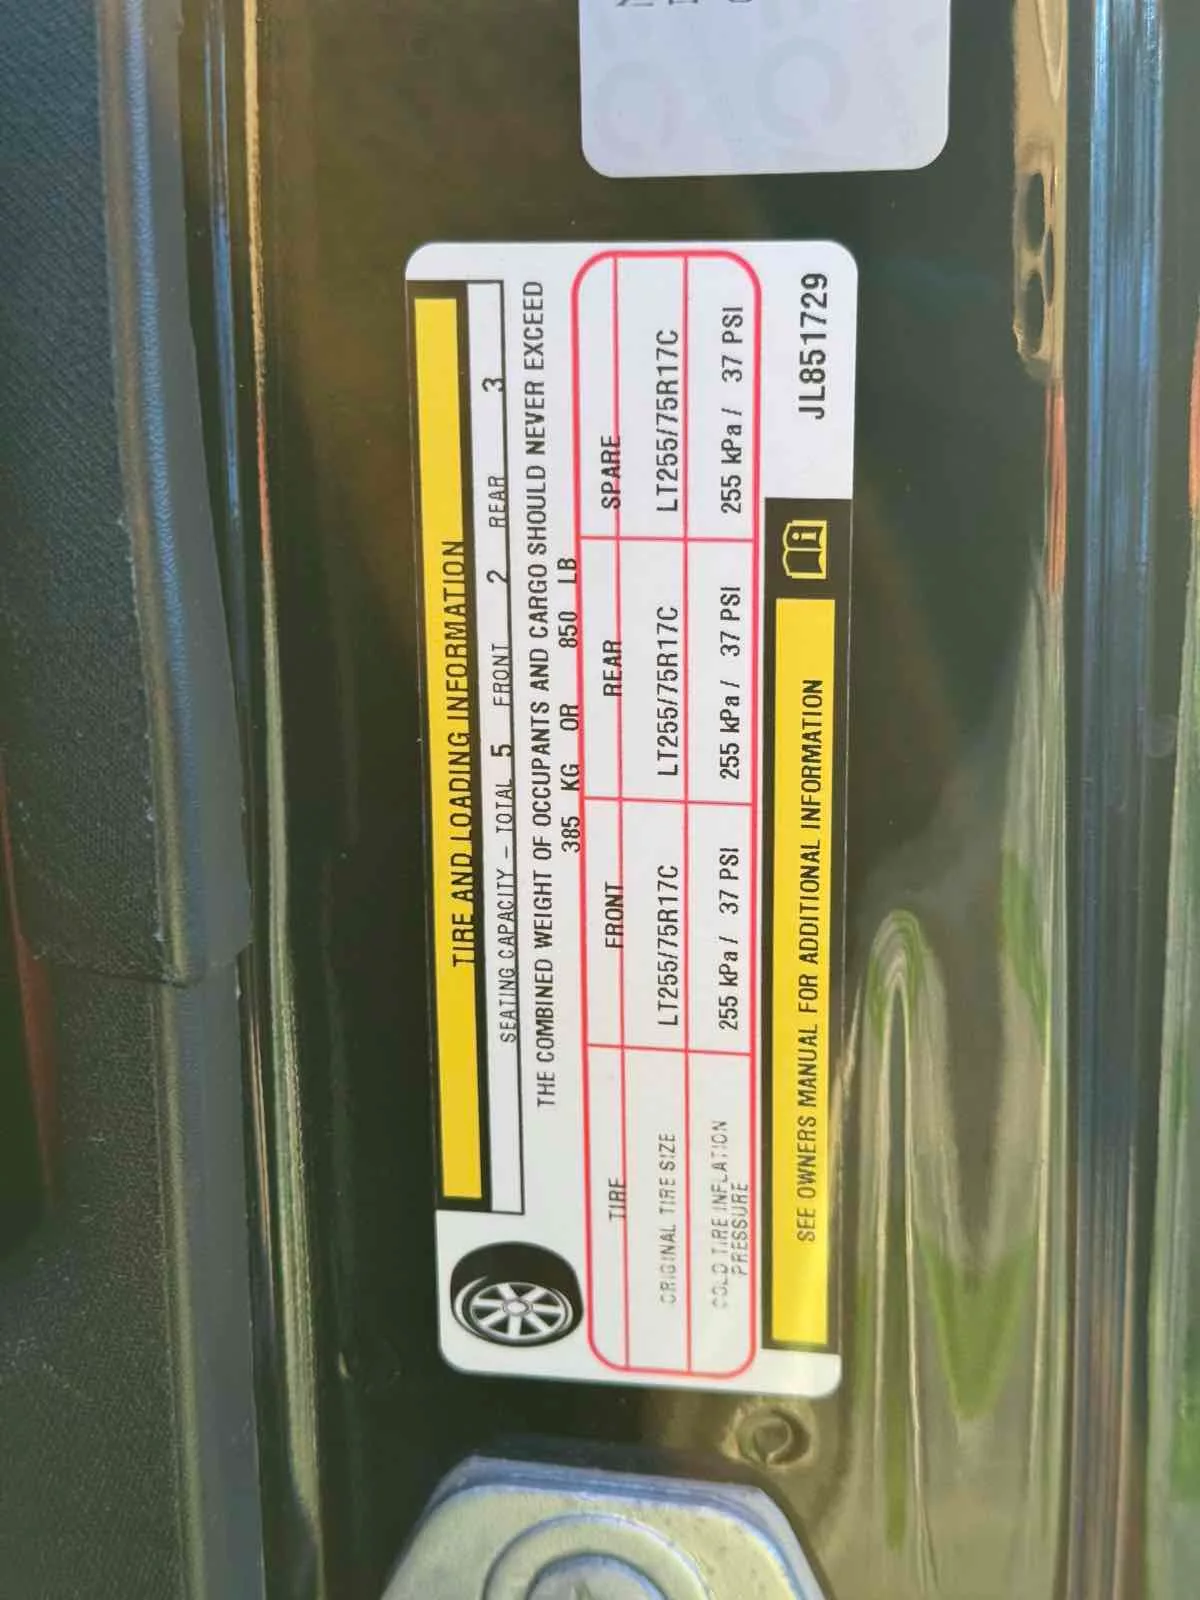 TIRE AND LOADING INFORMATION
SEATING CAPACITY – TOTAL 5 FRONT 2 REAR 3
THE COMBINED WEIGHT OF OCCUPANTS AND CARGO SHOULD NEVER EXCEED
385 KG OR 850 LB
TIRE FRONT REAR SPARE
ORIGINAL TIRE SIZE LT255/75R17C LT255/75R17C LT255/75R17C
COLD TIRE INFLATION PRESSURE 255 kPa/ 37 PSI 255 kPa/ 37 PSI 255 kPa/ 37 PSI
SEE OWNERS MANUAL FOR ADDITIONAL INFORMATION
JL851729